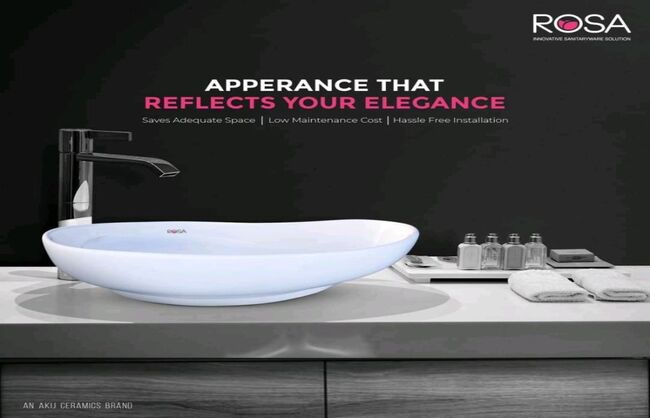 ROSA
INNOVATIVE SANITARYWARE SOLUTION
APPERANCE THAT
REFLECTS YOUR ELEGANCE
Saves Adequate Space | Low Maintenance Cost | Hassle Free Installation
ROSA
AN AKIJ CERAMICS BRAND